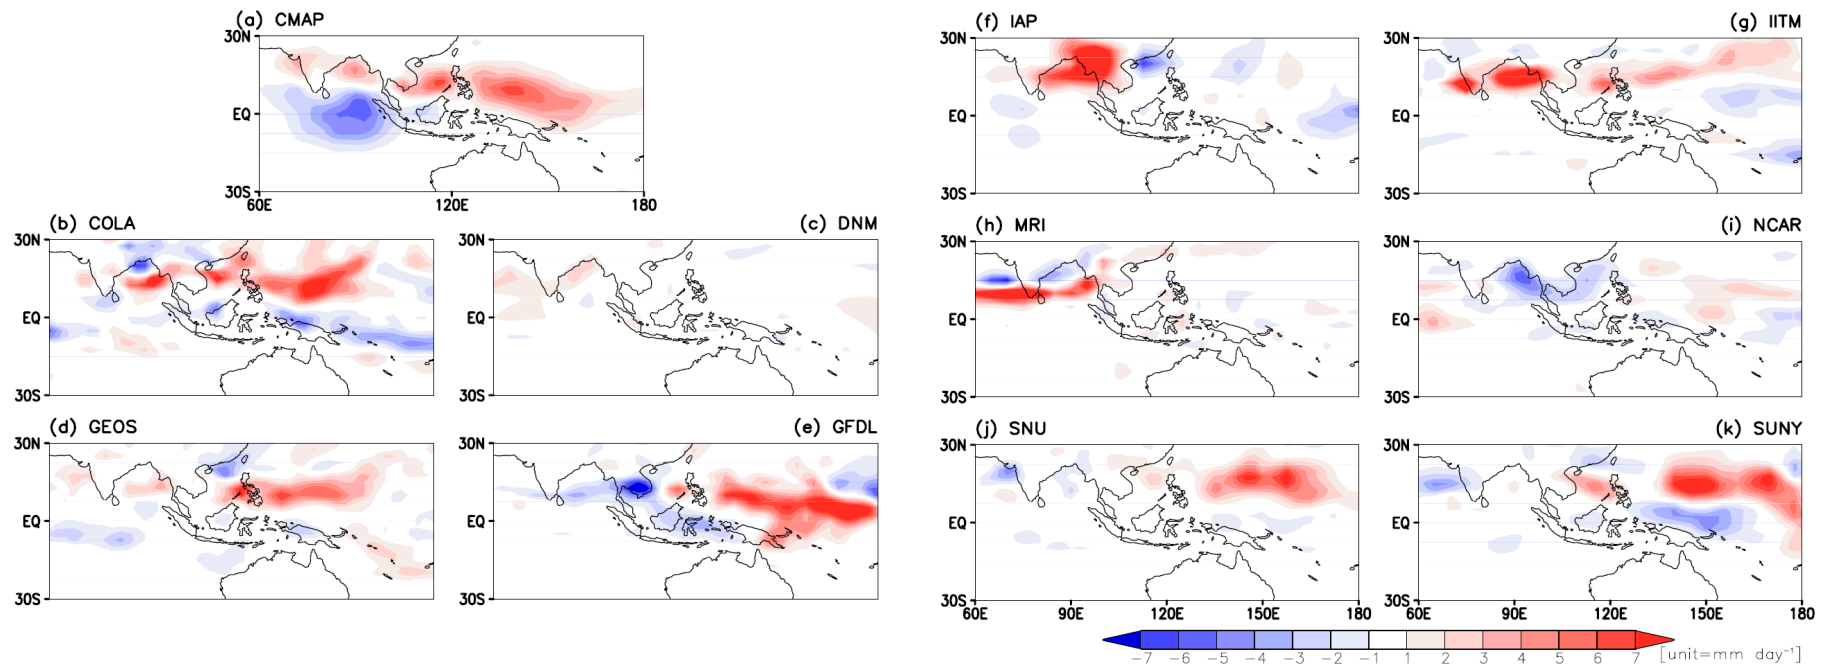 (a) CMAP
30N
EQ
30S
60E 120E 180
(b) COLA
30N
EQ
30S
(c) DNM
30N
EQ
30S
(d) GEOS
30N
EQ
30S
(e) GFDL
30N
EQ
30S
(f) IAP
30N
EQ
30S
(g) IITM
30N
EQ
30S
(h) MRI
30N
EQ
30S
(i) NCAR
30N
EQ
30S
(j) SNU
30N
EQ
30S
60E 90E 120E 150E 180
(k) SUNY
30N
EQ
30S
60E 90E 120E 150E 180
-7 -6 -5 -4 -3 -2 -1 1 2 3 4 5 6 7 [unit=mm day⁻¹]